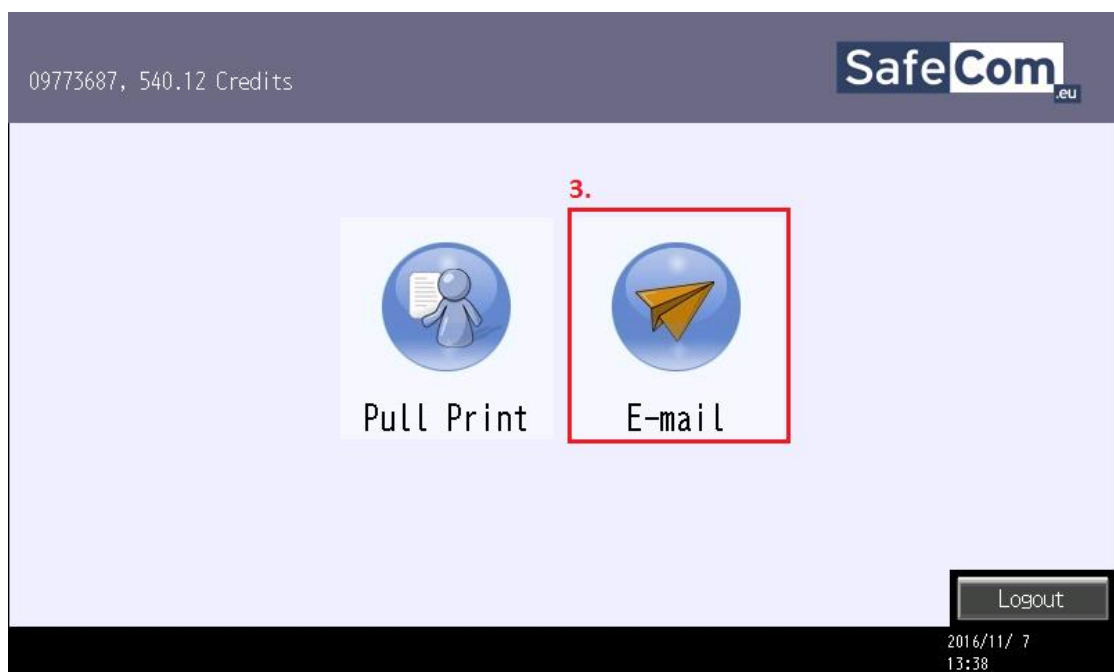 09773687, 540.12 Credits
SafeCom
.eu
3.
Pull Print
E-mail
Logout
2016/11/ 7
13:38